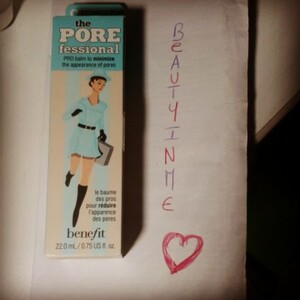 the
PORE
fessional
PRO balm to minimize
the appearance of pores
le baume
des pros
pour réduire
l'apparence
des pores
benefit
22.0 mL / 0.75 US fl. oz.
BEAUTYINME